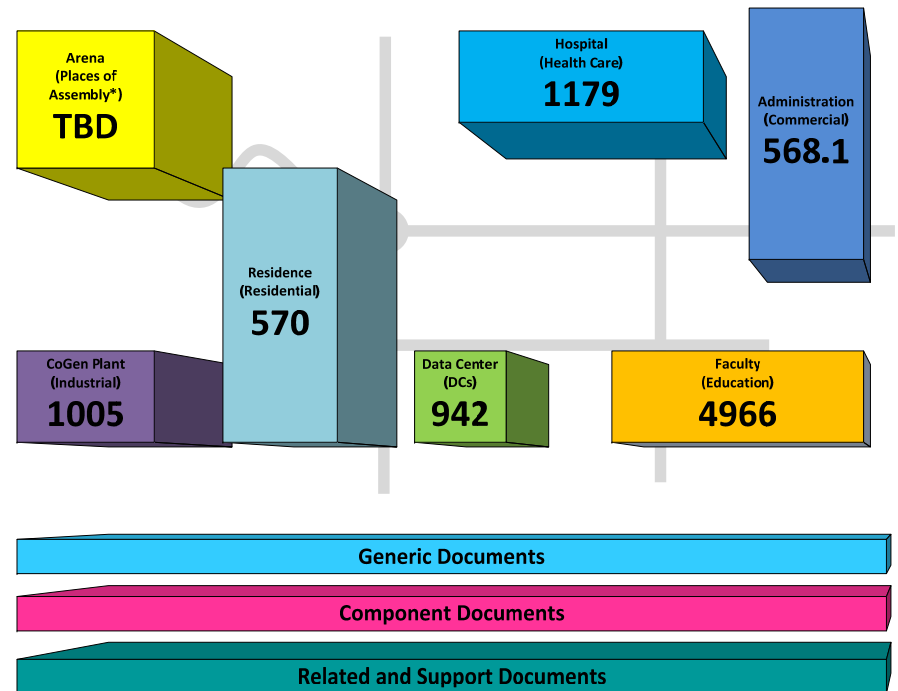 Arena
(Places of
Assembly*)
TBD
Hospital
(Health Care)
1179
Administration
(Commercial)
568.1
Residence
(Residential)
570
CoGen Plant
(Industrial)
1005
Data Center
(DCs)
942
Faculty
(Education)
4966
Generic Documents
Component Documents
Related and Support Documents